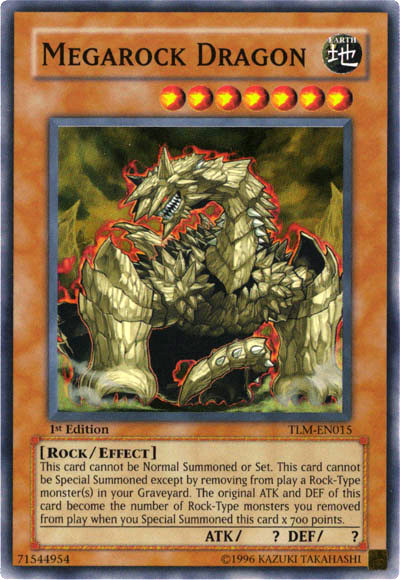 MEGAROCK DRAGON
EARTH
地
1st Edition
TLM-EN015
[ROCK/EFFECT]
This card cannot be Normal Summoned or Set. This card cannot
be Special Summoned except by removing from play a Rock-Type
monster(s) in your Graveyard. The original ATK and DEF of this
card become the number of Rock-Type monsters you removed
from play when you Special Summoned this card x 700 points.
ATK/ ? DEF/ ?
71544954
©1996 KAZUKI TAKAHASHI